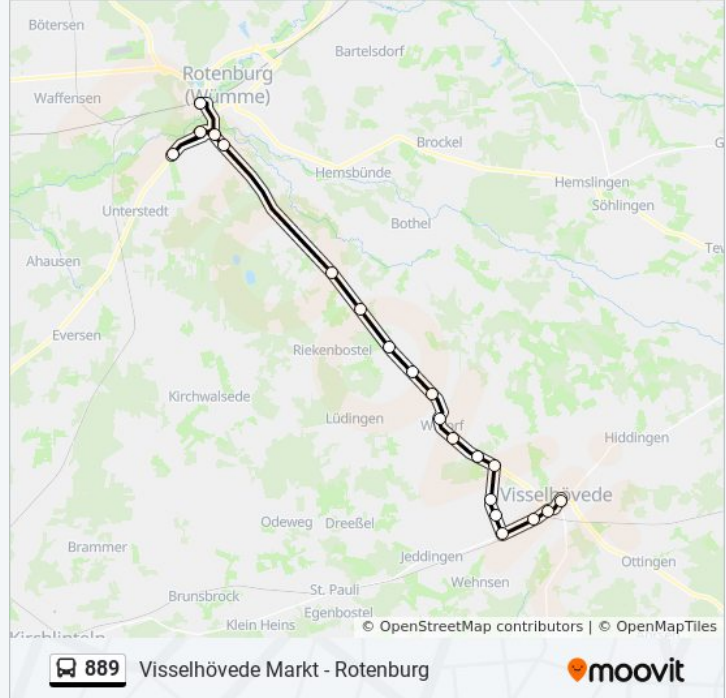 Bötersen
Bartelsdorf
Rotenburg
(Wümme)
Waffensen
Brockel
Hemsbünde
Hemslingen
Söhlingen
Unterstedt
Bothel
Ahausen
Eversen
Riekenbostel
Kirchwalsede
Lüdingen
Hiddingen
Visselhövede
Odeweg
Dreeßel
Brammer
Jeddingen
Ottingen
Wehnsen
St. Pauli
Brunsbrock
Egenbostel
Klein Heins
© OpenStreetMap contributors | © OpenMapTiles
Kirchlinteln
889 Visselhövede Markt - Rotenburg
moovit